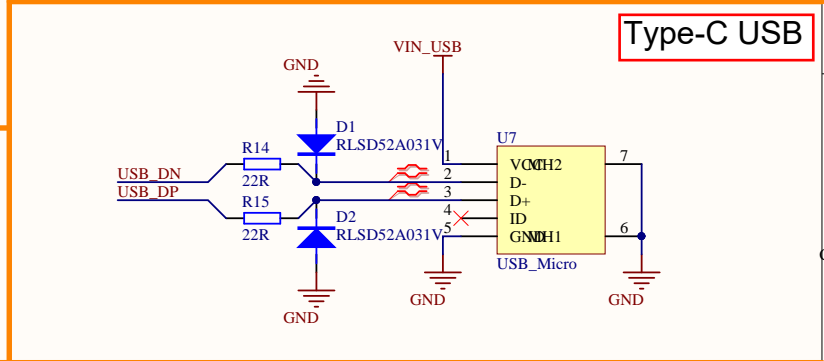 Type-C USB
VIN_USB
GND
D1
RLSD52A031V
R14
22R
USB_DN
USB_DP
R15
22R
D2
RLSD52A031V
GND
U7
1
2
3
4
5
VCC
MH2
D-
D+
ID
GND
MH1
7
6
USB_Micro
GND
GND